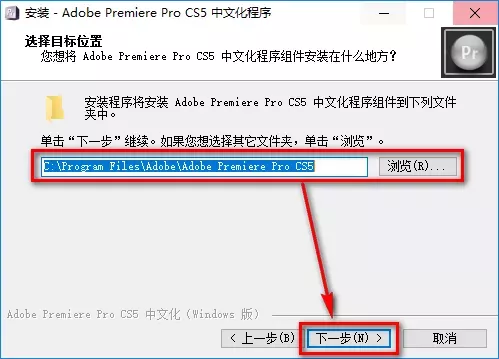 安装 - Adobe Premiere Pro CS5 中文化程序
选择目标位置
您想将 Adobe Premiere Pro CS5 中文化程序组件安装在什么地方?
Pr
安装程序将安装 Adobe Premiere Pro CS5 中文化程序组件到下列文件
夹中。
单击“下一步”继续。如果您想选择其它文件夹，单击“浏览”。
C:\Program Files\Adobe\Adobe Premiere Pro CS5 浏览(R)...
Adobe Premiere Pro CS5 中文化(Windows 版)
< 上一步(B) 下一步(N) > 取消